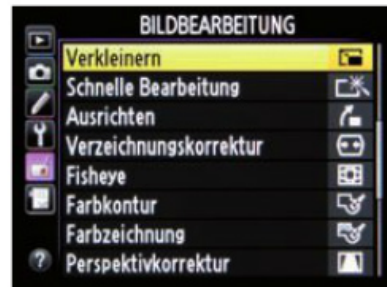 BILDBEARBEITUNG
Verkleinern
Schnelle Bearbeitung
Ausrichten
Verzeichnungskorrektur
Fisheye
Farbkontur
Farbzeichnung
? Perspektivkorrektur